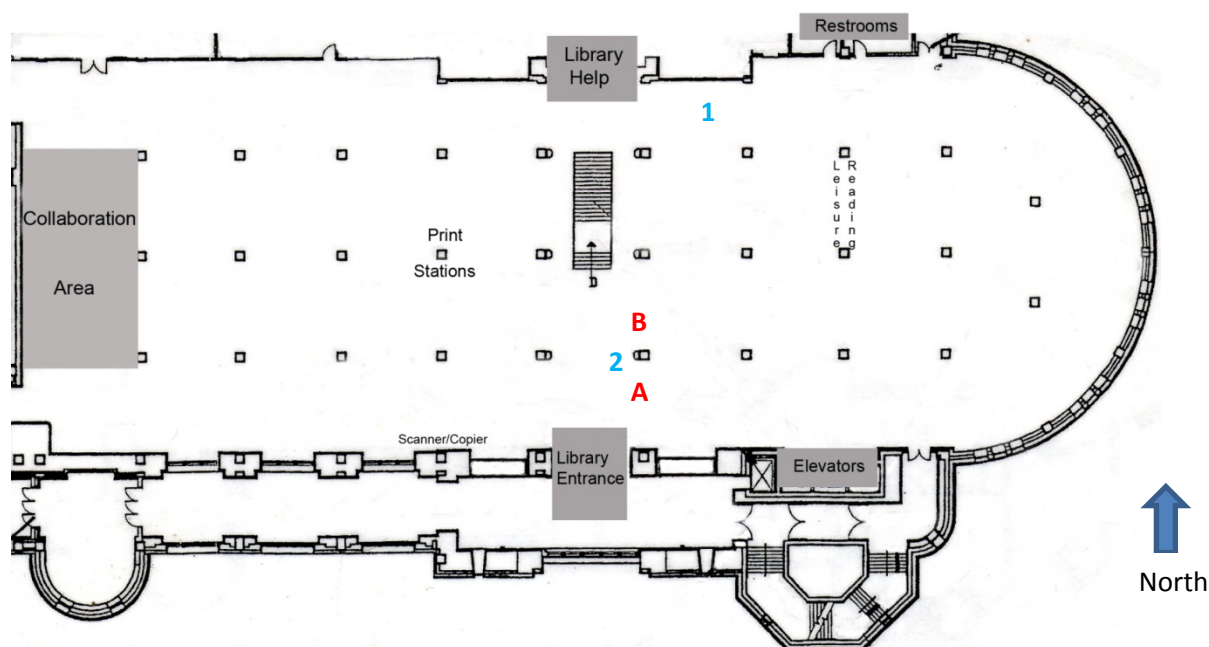 Restrooms
Library
Help
1
Leisure
Reading
Collaboration
Area
Print
Stations
B
2
A
Scanner/Copier
Library
Entrance
Elevators
North